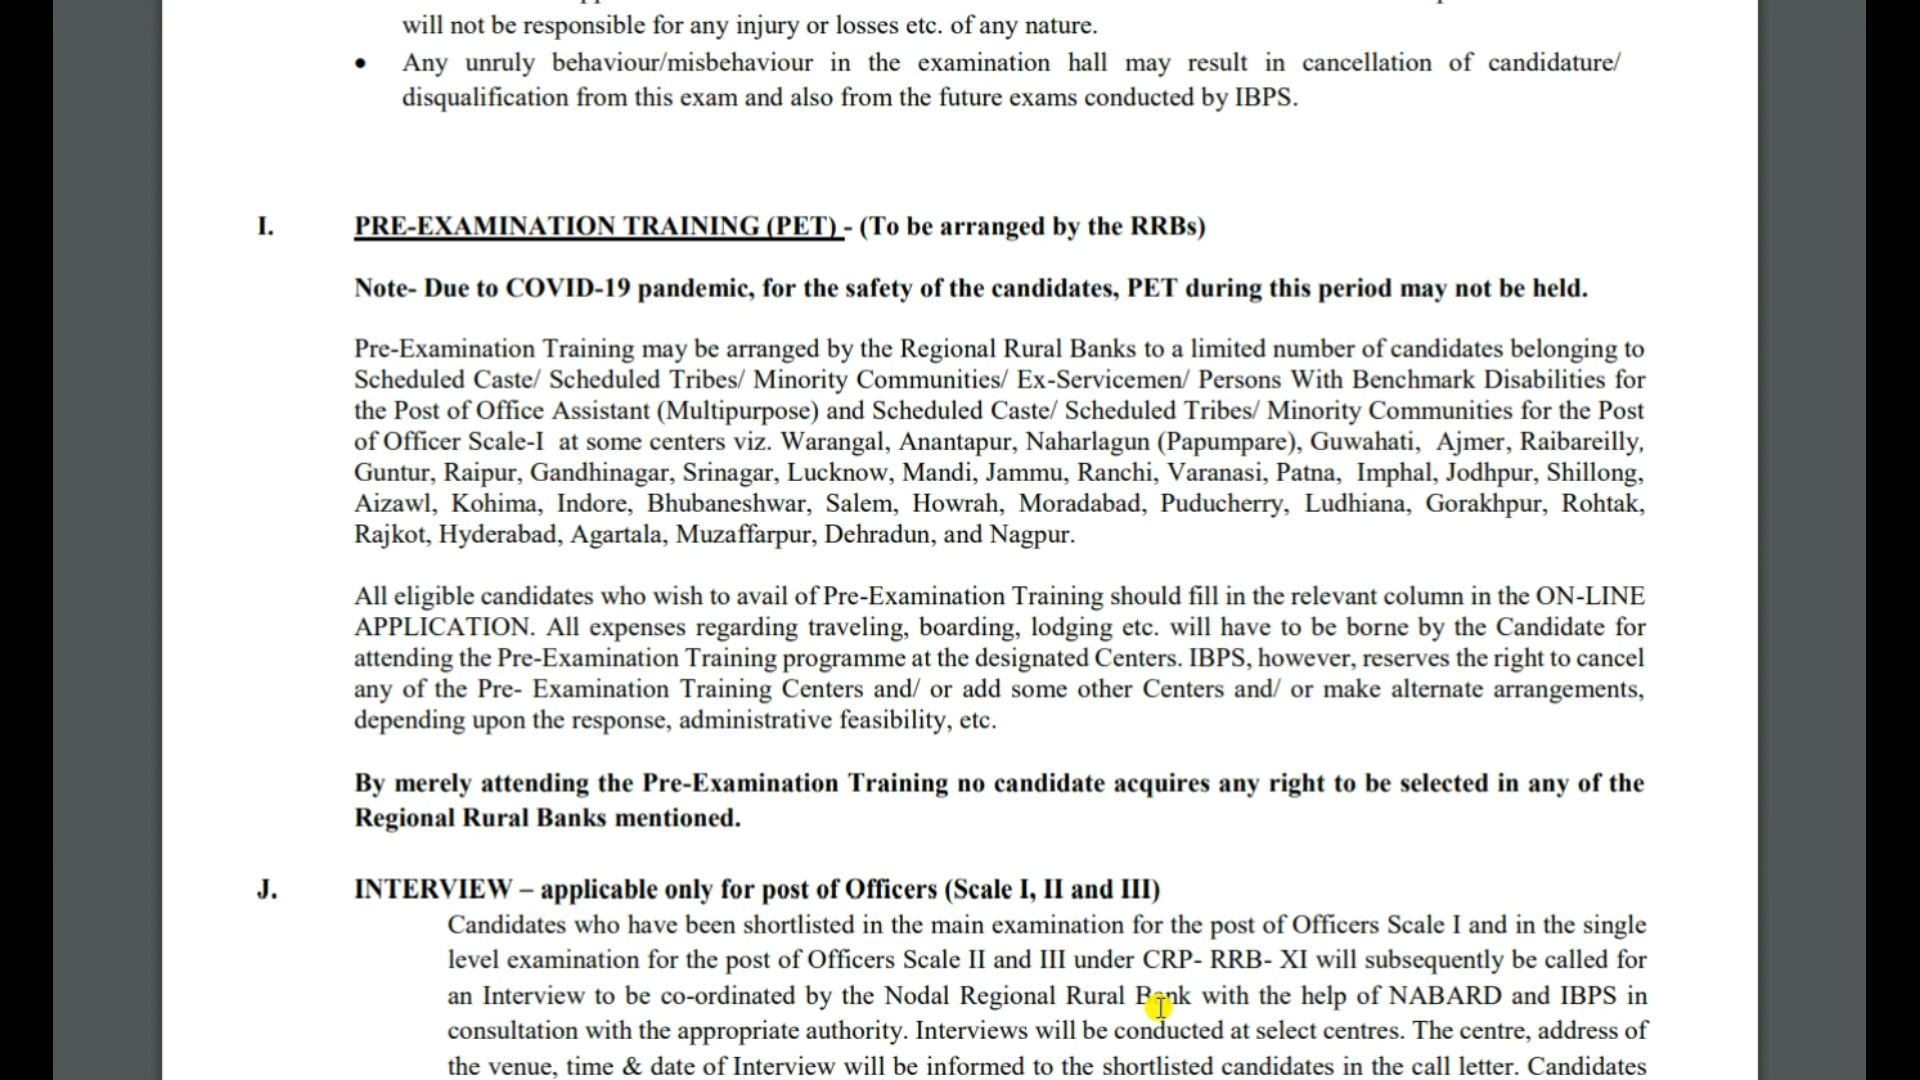 will not be responsible for any injury or losses etc. of any nature.
• Any unruly behaviour/misbehaviour in the examination hall may result in cancellation of candidature/
disqualification from this exam and also from the future exams conducted by IBPS.
I. PRE-EXAMINATION TRAINING (PET) - (To be arranged by the RRBs)
Note- Due to COVID-19 pandemic, for the safety of the candidates, PET during this period may not be held.
Pre-Examination Training may be arranged by the Regional Rural Banks to a limited number of candidates belonging to
Scheduled Caste/ Scheduled Tribes/ Minority Communities/ Ex-Servicemen/ Persons With Benchmark Disabilities for
the Post of Office Assistant (Multipurpose) and Scheduled Caste/ Scheduled Tribes/ Minority Communities for the Post
of Officer Scale-I at some centers viz. Warangal, Anantapur, Naharlagun (Papumpare), Guwahati, Ajmer, Raibareilly,
Guntur, Raipur, Gandhinagar, Srinagar, Lucknow, Mandi, Jammu, Ranchi, Varanasi, Patna, Imphal, Jodhpur, Shillong,
Aizawl, Kohima, Indore, Bhubaneshwar, Salem, Howrah, Moradabad, Puducherry, Ludhiana, Gorakhpur, Rohtak,
Rajkot, Hyderabad, Agartala, Muzaffarpur, Dehradun, and Nagpur.
All eligible candidates who wish to avail of Pre-Examination Training should fill in the relevant column in the ON-LINE
APPLICATION. All expenses regarding traveling, boarding, lodging etc. will have to be borne by the Candidate for
attending the Pre-Examination Training programme at the designated Centers. IBPS, however, reserves the right to cancel
any of the Pre- Examination Training Centers and/ or add some other Centers and/ or make alternate arrangements,
depending upon the response, administrative feasibility, etc.
By merely attending the Pre-Examination Training no candidate acquires any right to be selected in any of the
Regional Rural Banks mentioned.
J. INTERVIEW – applicable only for post of Officers (Scale I, II and III)
Candidates who have been shortlisted in the main examination for the post of Officers Scale I and in the single
level examination for the post of Officers Scale II and III under CRP- RRB- XI will subsequently be called for
an Interview to be co-ordinated by the Nodal Regional Rural Bank with the help of NABARD and IBPS in
consultation with the appropriate authority. Interviews will be conducted at select centres. The centre, address of
the venue, time & date of Interview will be informed to the shortlisted candidates in the call letter. Candidates